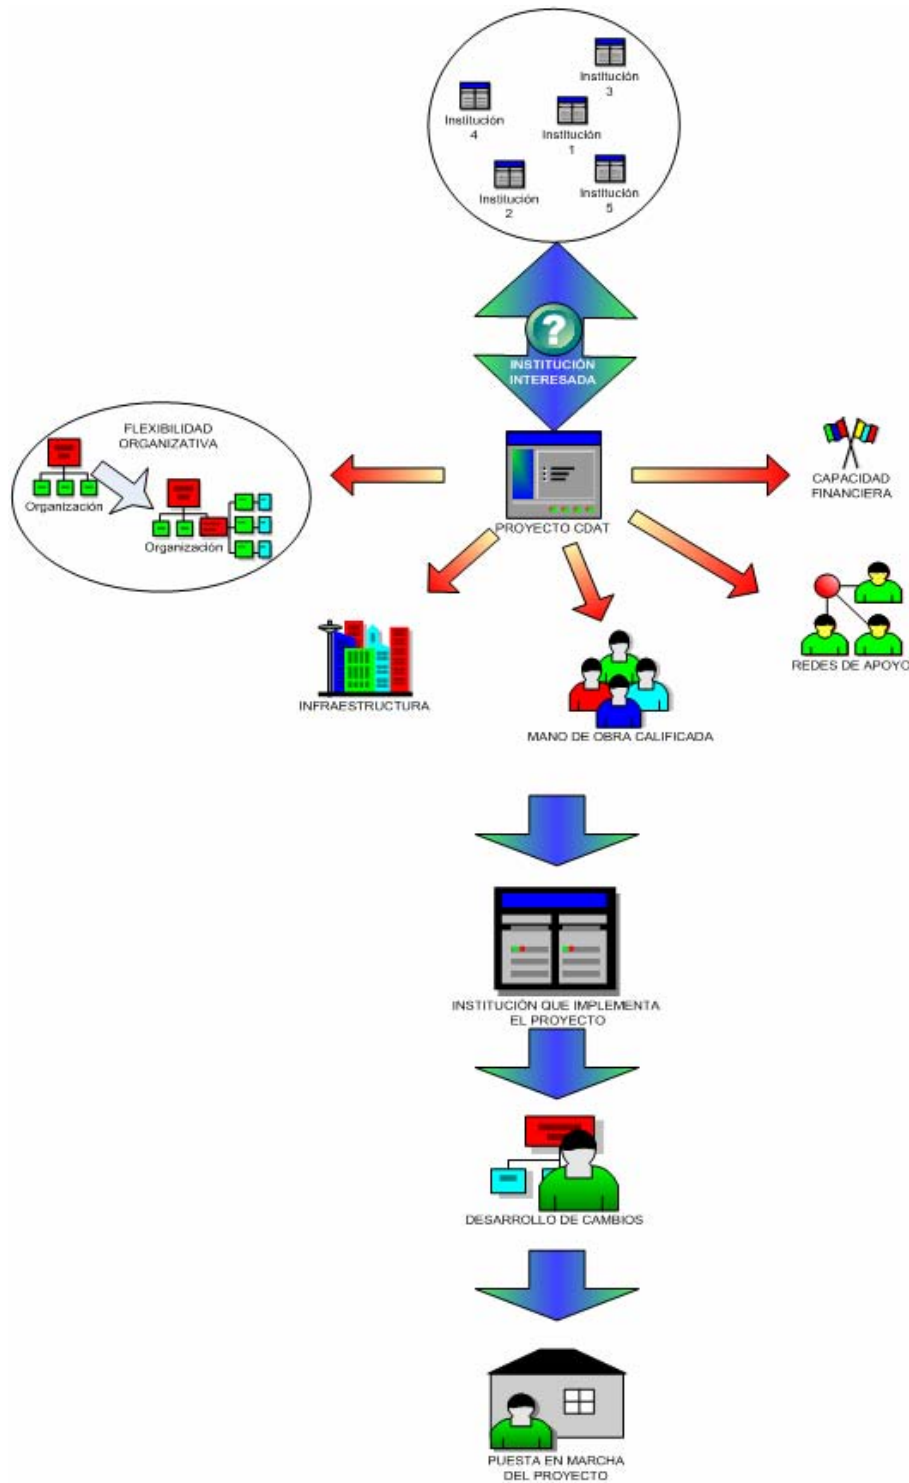 Institución
3
Institución
4
Institución
1
Institución
2
Institución
5
?
INSTITUCIÓN
INTERESADA
FLEXIBILIDAD
ORGANIZATIVA
Organización
Organización
PROYECTO CDAT
CAPACIDAD
FINANCIERA
INFRAESTRUCTURA
MANO DE OBRA CALIFICADA
REDES DE APOYO
INSTITUCIÓN QUE IMPLEMENTA
EL PROYECTO
DESARROLLO DE CAMBIOS
PUESTA EN MARCHA
DEL PROYECTO